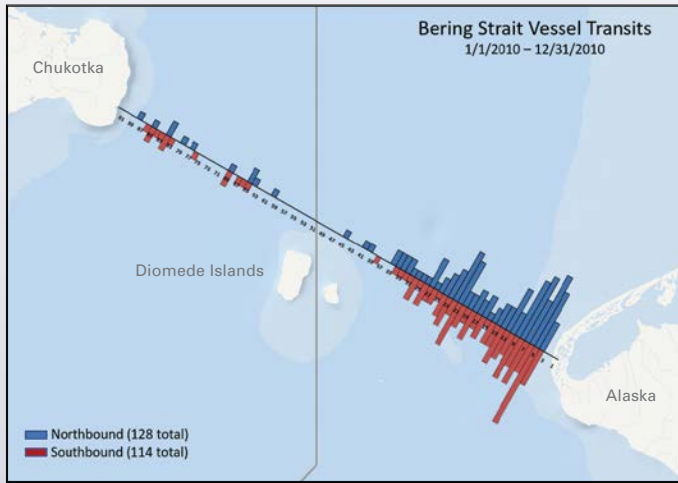 Bering Strait Vessel Transits
1/1/2010 – 12/31/2010
Chukotka
Diomede Islands
Alaska
Northbound (128 total)
Southbound (114 total)